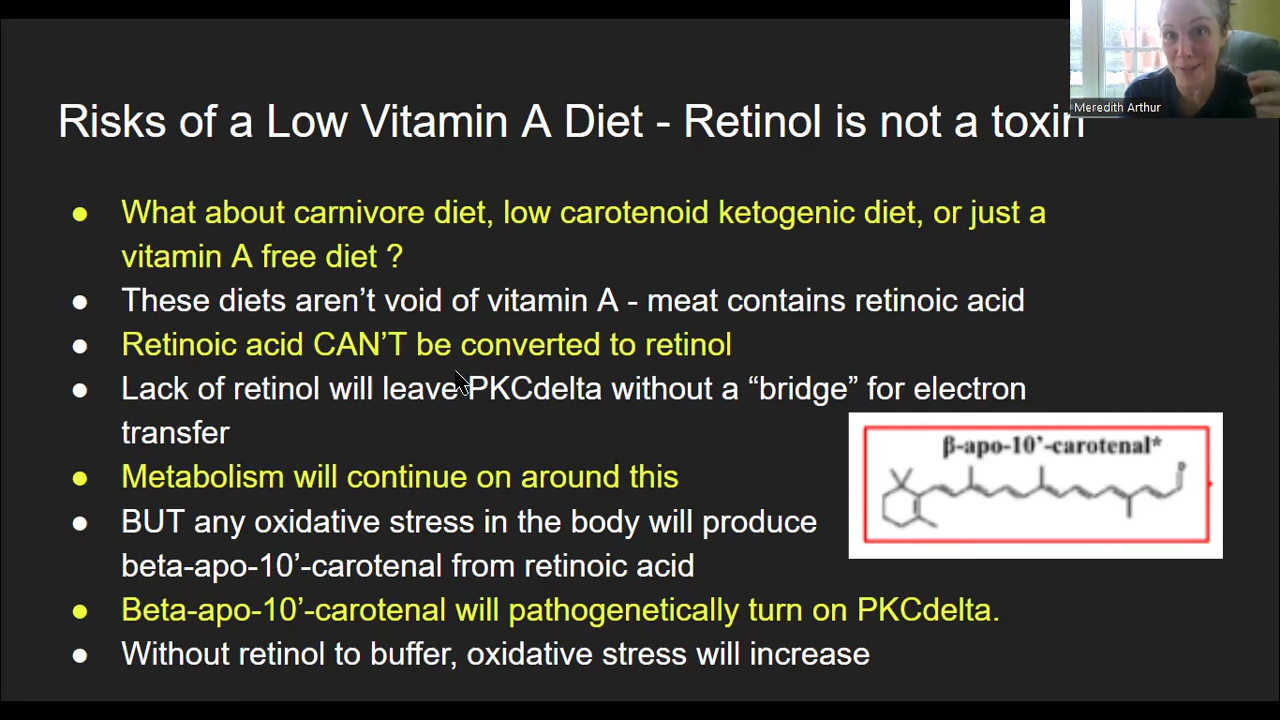 Meredith Arthur
Risks of a Low Vitamin A Diet - Retinol is not a toxin
● What about carnivore diet, low carotenoid ketogenic diet, or just a
vitamin A free diet ?
● These diets aren’t void of vitamin A - meat contains retinoic acid
● Retinoic acid CAN’T be converted to retinol
● Lack of retinol will leave PKCdelta without a “bridge” for electron
transfer
● Metabolism will continue on around this
● BUT any oxidative stress in the body will produce
beta-apo-10’-carotenal from retinoic acid
● Beta-apo-10’-carotenal will pathogenetically turn on PKCdelta.
● Without retinol to buffer, oxidative stress will increase
β-apo-10’-carotenal*